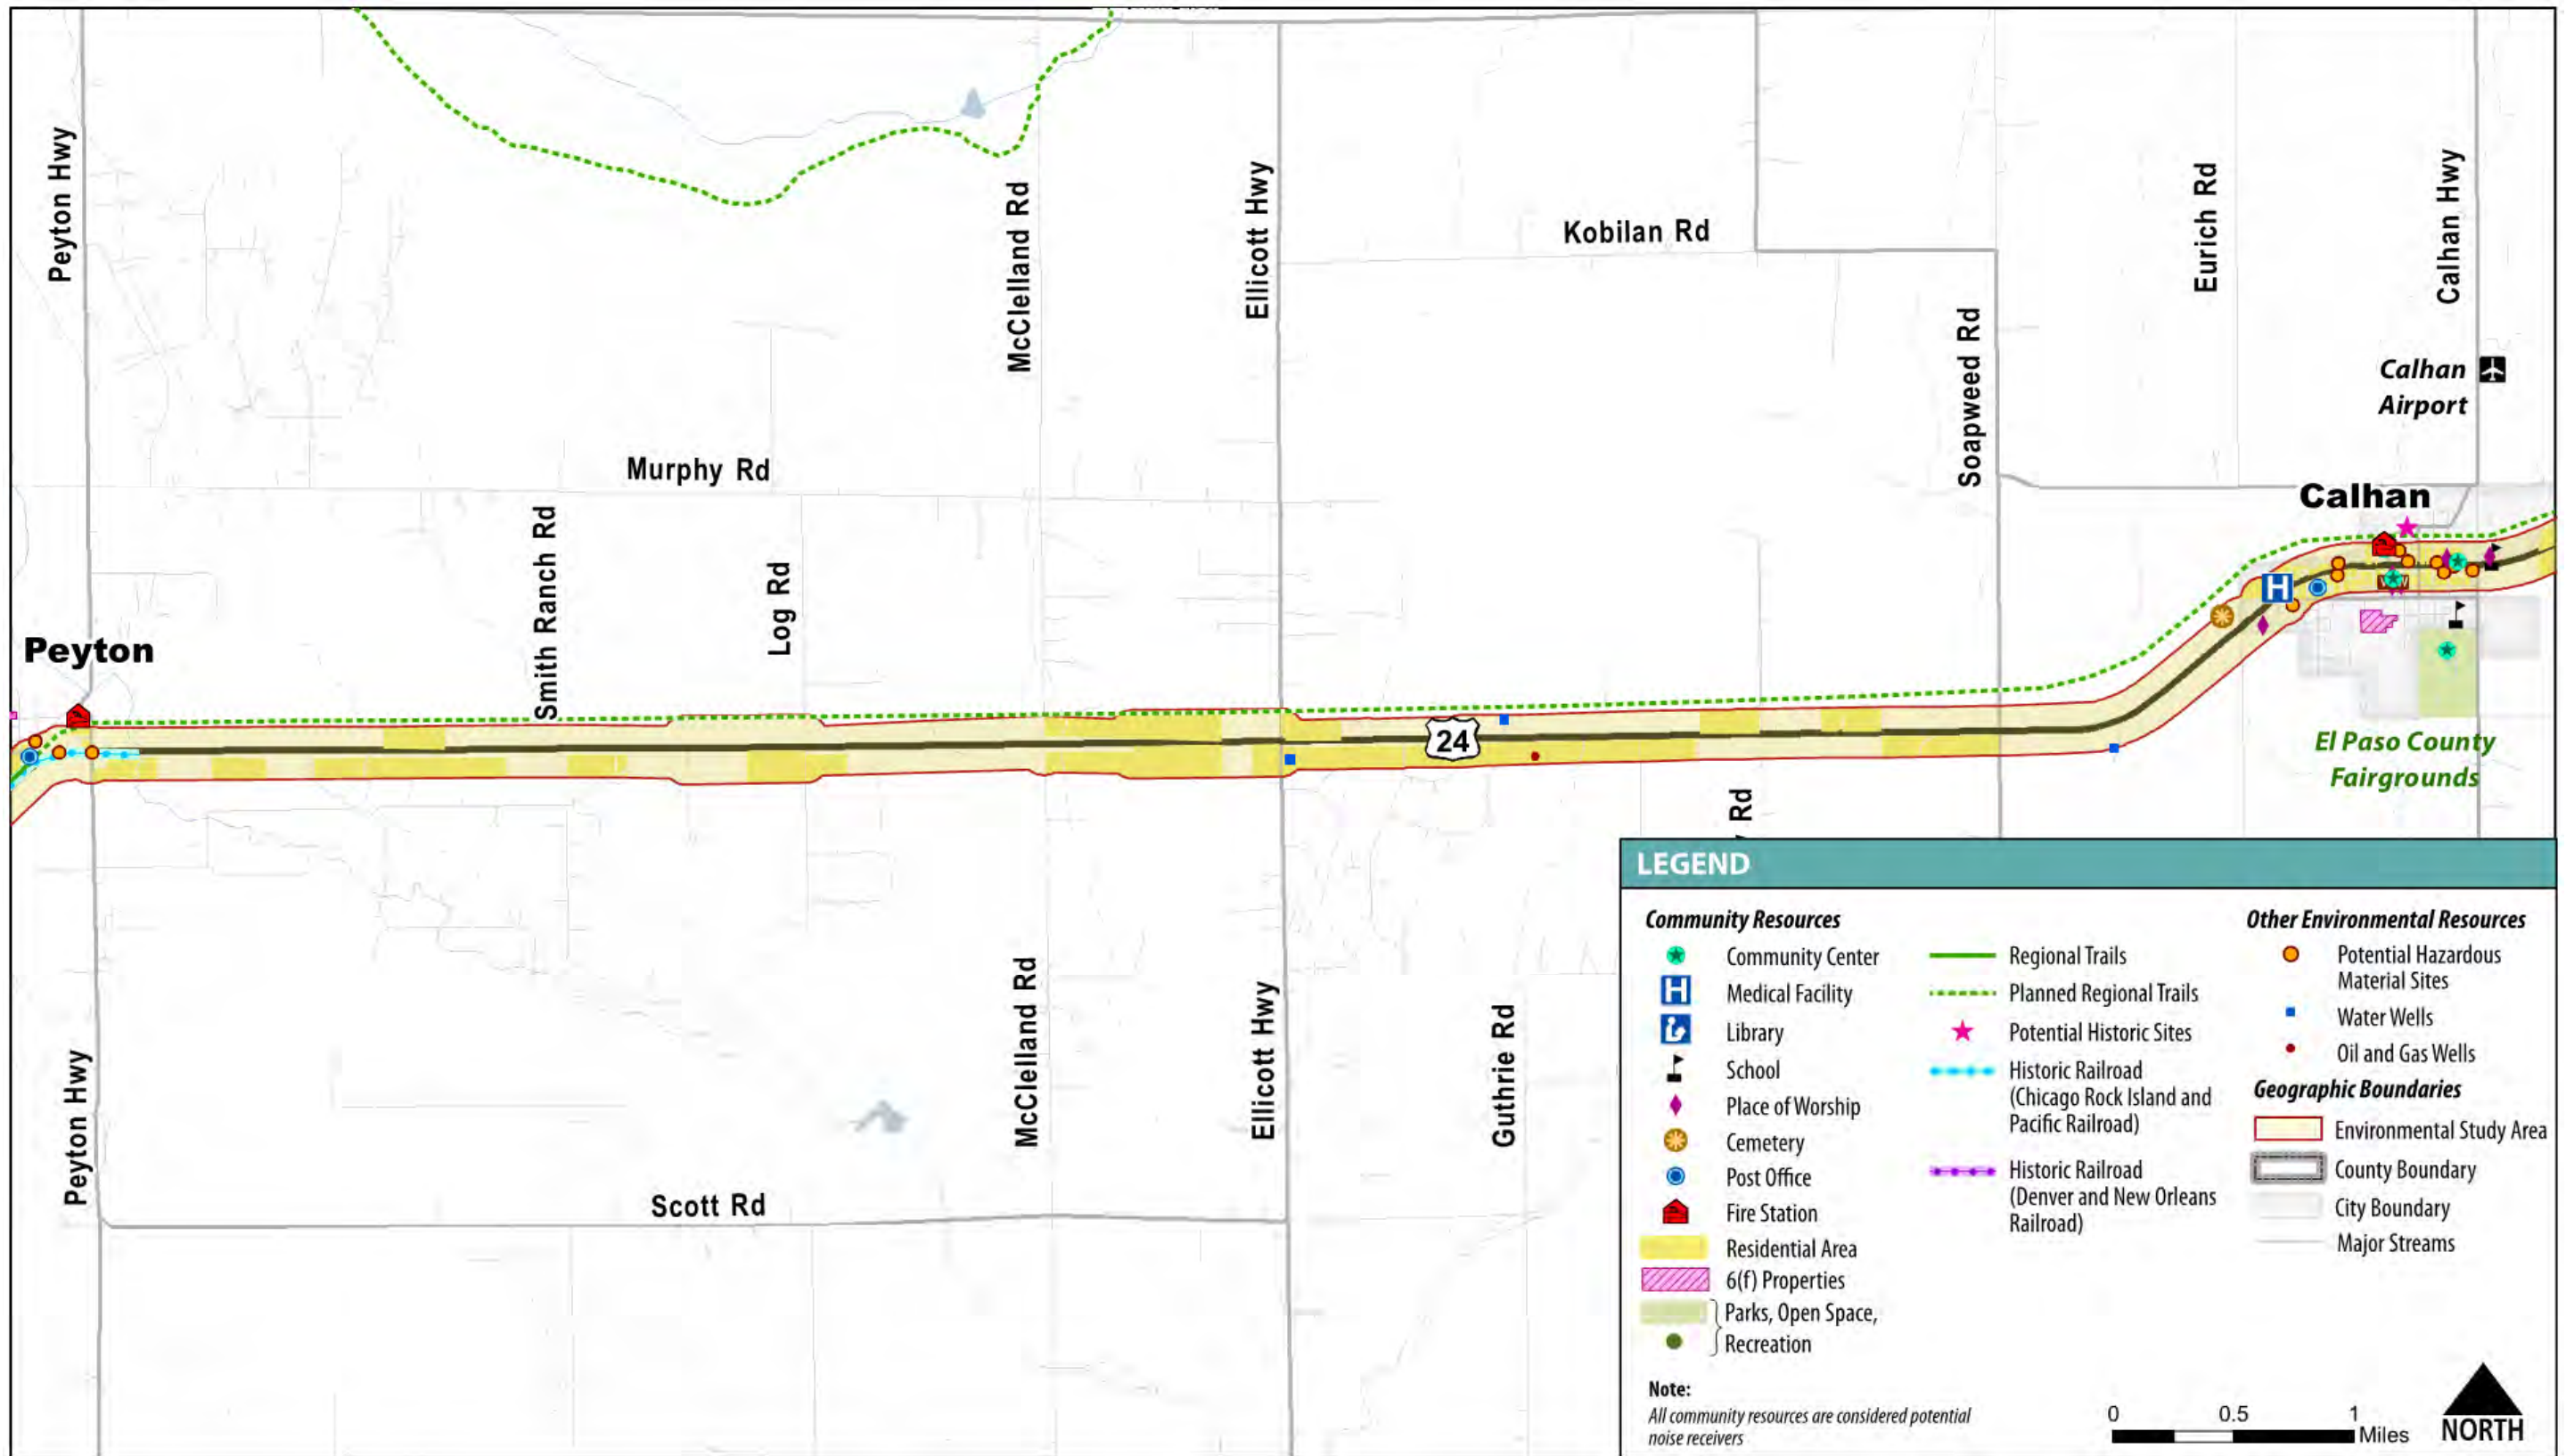 Peyton Hwy
McClelland Rd
Ellicott Hwy
Kobilan Rd
Soapweed Rd
Eurich Rd
Calhan Hwy
Calhan
Airport
Murphy Rd
Smith Ranch Rd
Log Rd
Calhan
Peyton
H
24
El Paso County
Fairgrounds
Rd
Peyton Hwy
McClelland Rd
Ellicott Hwy
Guthrie Rd
Scott Rd
LEGEND
Community Resources
Community Center
H Medical Facility
Library
School
Place of Worship
Cemetery
Post Office
Fire Station
Residential Area
6(f) Properties
Parks, Open Space,
Recreation
Regional Trails
Planned Regional Trails
Potential Historic Sites
Historic Railroad
(Chicago Rock Island and
Pacific Railroad)
Historic Railroad
(Denver and New Orleans
Railroad)
Other Environmental Resources
Potential Hazardous
Material Sites
Water Wells
Oil and Gas Wells
Geographic Boundaries
Environmental Study Area
County Boundary
City Boundary
Major Streams
Note:
All community resources are considered potential
noise receivers
0 0.5 1
Miles
NORTH